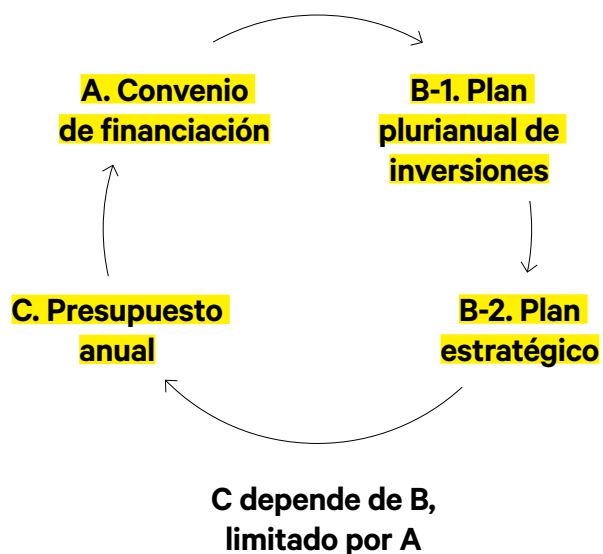 A. Convenio
de financiación
B-1. Plan
plurianual de
inversiones
B-2. Plan
estratégico
C. Presupuesto
anual
C depende de B,
limitado por A